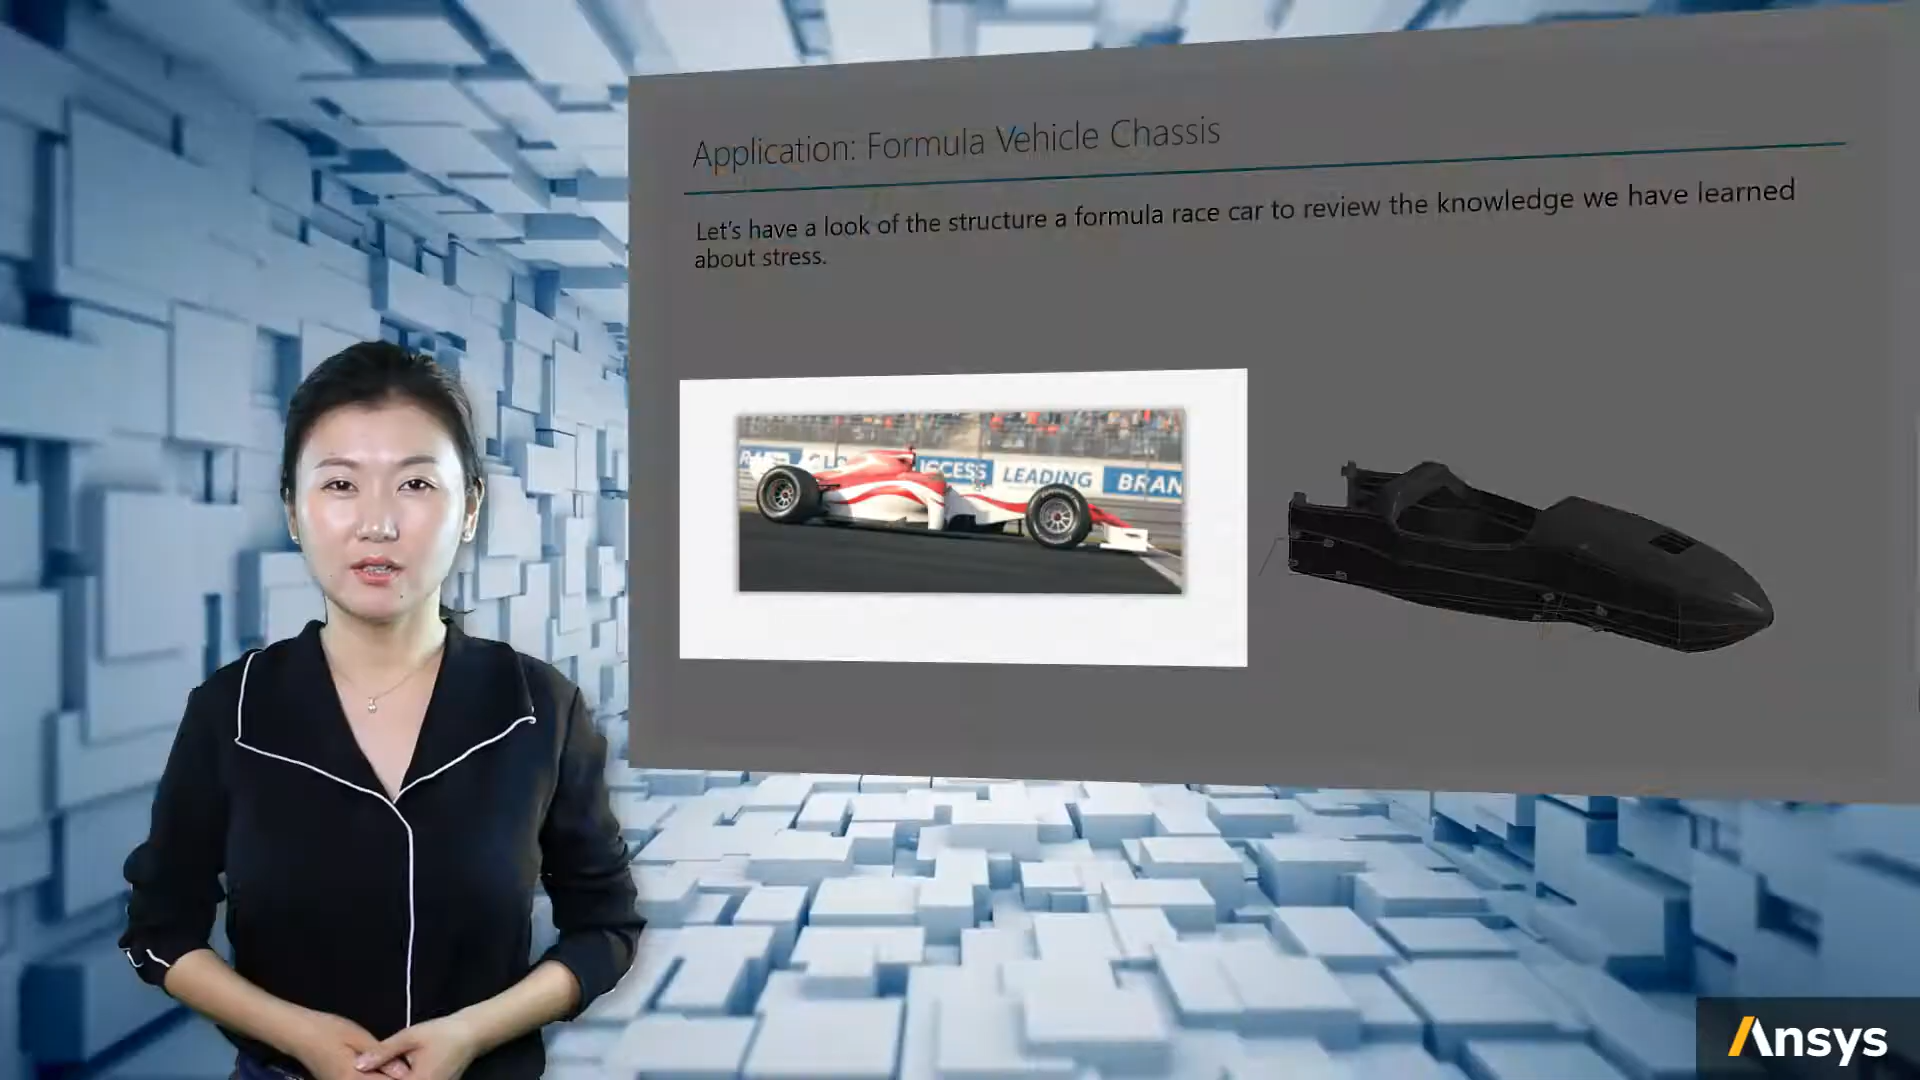 Application: Formula Vehicle Chassis
Let's have a look of the structure a formula race car to review the knowledge we have learned
about stress.
LEADING
BRAN
Ansys